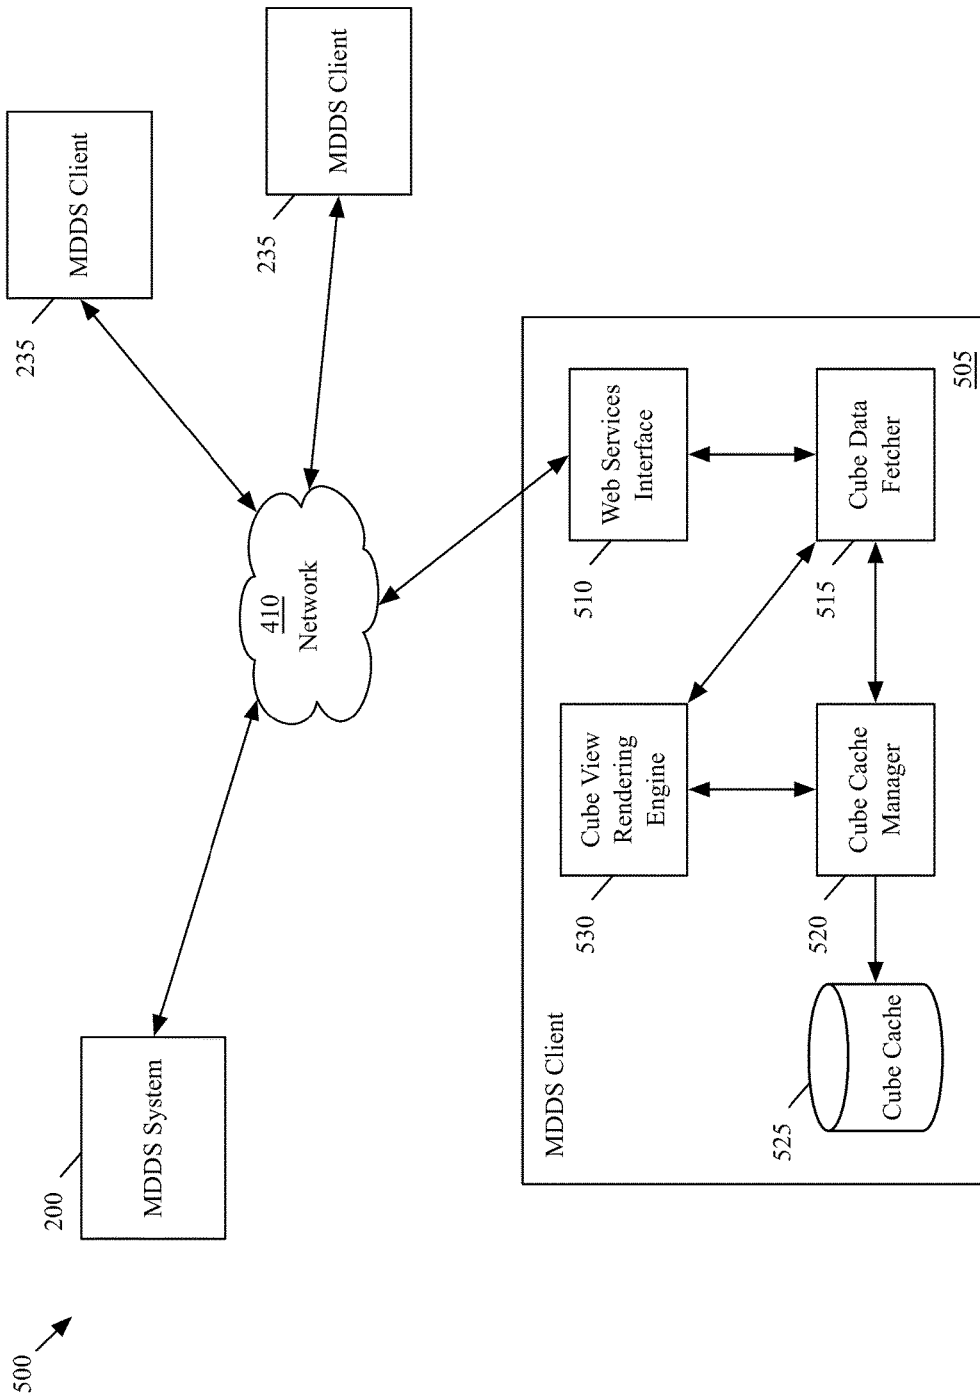 500
200
MDDS System
410
Network
235
MDDS Client
235
MDDS Client
MDDS Client
530
Cube View
Rendering
Engine
510
Web Services
Interface
525
Cube Cache
520
Cube Cache
Manager
515
Cube Data
Fetcher
505